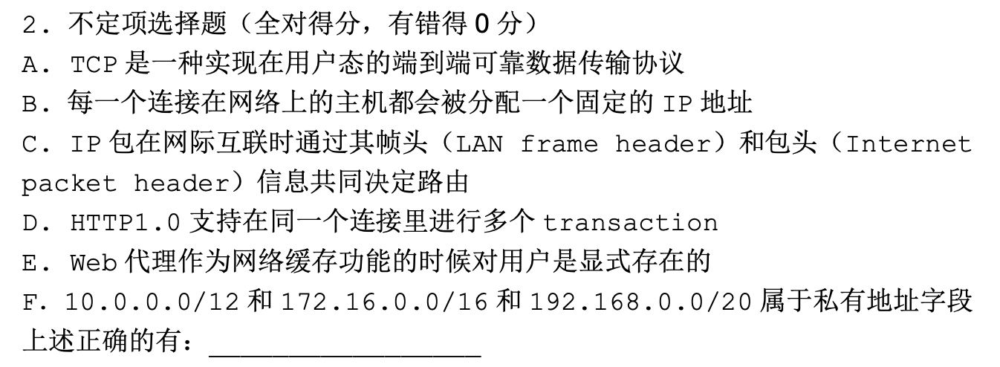 2. 不定项选择题（全对得分，有错得 0 分）
A. TCP 是一种实现在用户态的端到端可靠数据传输协议
B. 每一个连接在网络上的主机都会被分配一个固定的 IP 地址
C. IP 包在网际互联时通过其帧头（LAN frame header）和包头（Internet
packet header）信息共同决定路由
D. HTTP1.0 支持在同一个连接里进行多个 transaction
E. Web 代理作为网络缓存功能的时候对用户是显式存在的
F. 10.0.0.0/12 和 172.16.0.0/16 和 192.168.0.0/20 属于私有地址字段
上述正确的有：_________________